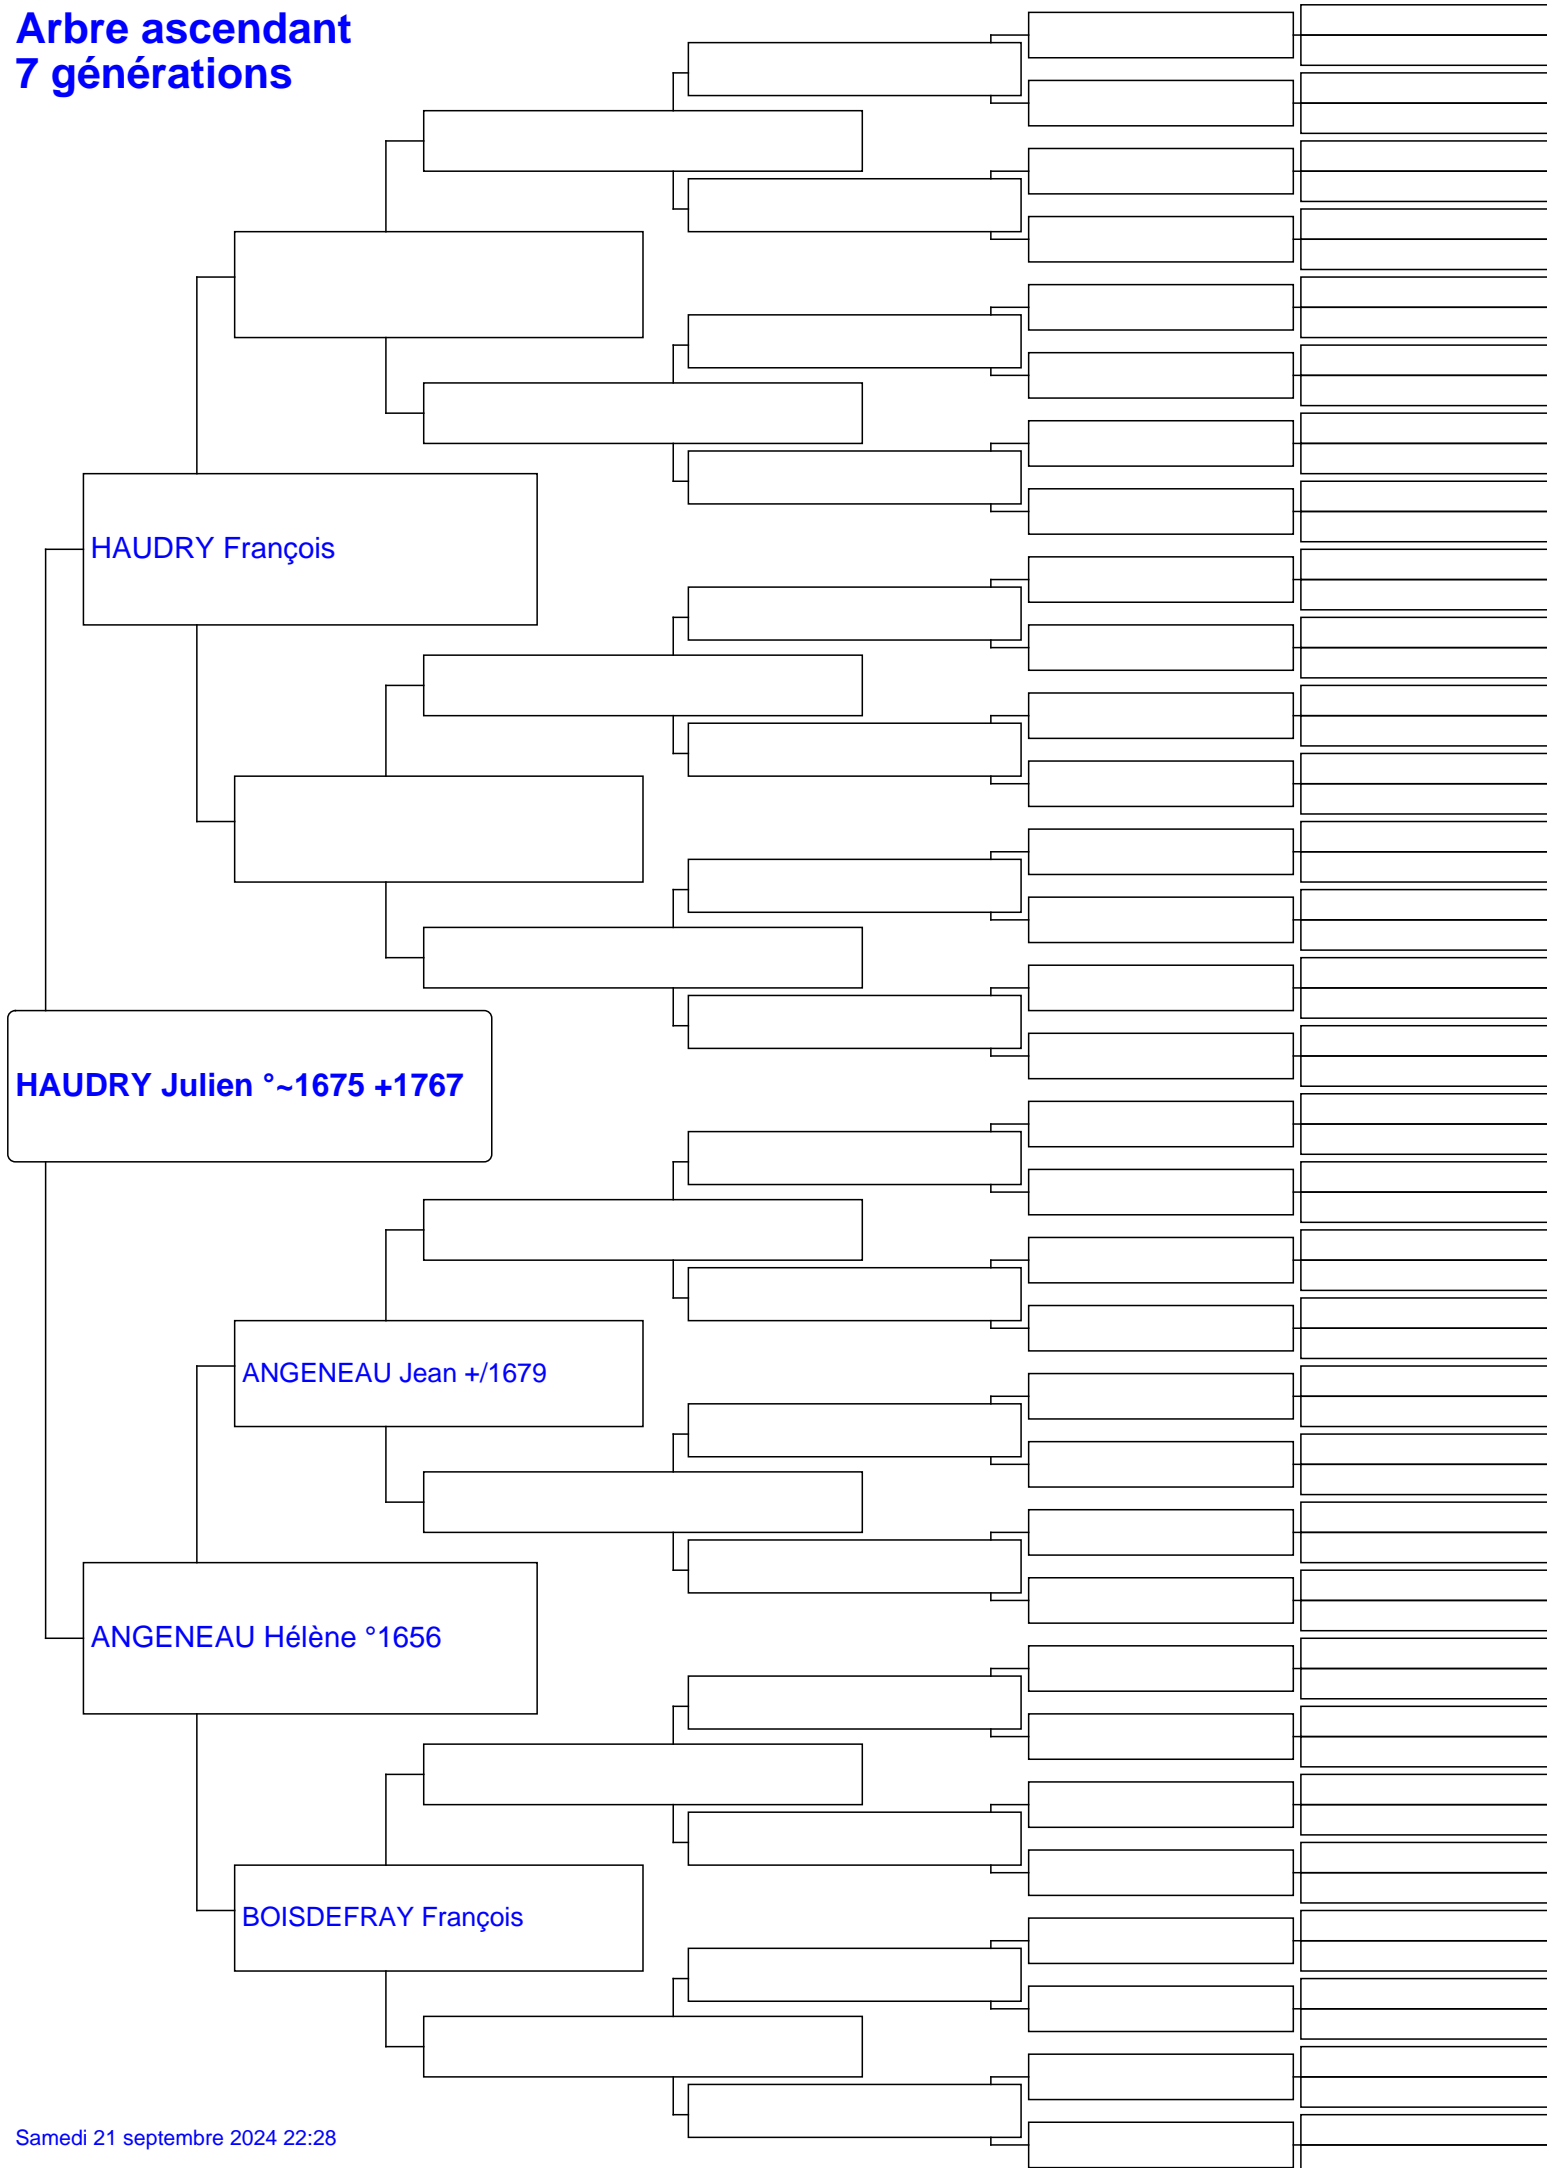 Arbre ascendant
7 générations
HAUDRY François
HAUDRY Julien °~1675 +1767
ANGENEAU Jean +/1679
ANGENEAU Hélène °1656
BOISDEFRAY François
Samedi 21 septembre 2024 22:28